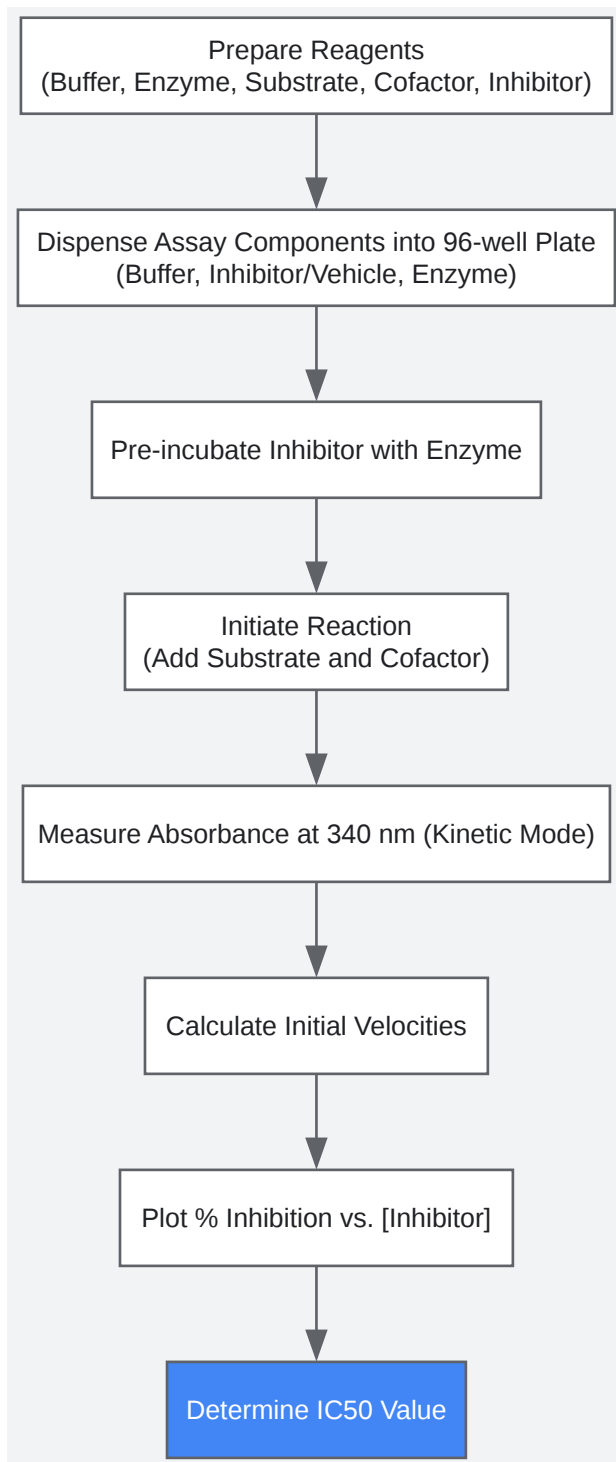 Prepare Reagents
(Buffer, Enzyme, Substrate, Cofactor, Inhibitor)
Dispense Assay Components into 96-well Plate
(Buffer, Inhibitor/Vehicle, Enzyme)
Pre-incubate Inhibitor with Enzyme
Initiate Reaction
(Add Substrate and Cofactor)
Measure Absorbance at 340 nm (Kinetic Mode)
Calculate Initial Velocities
Plot % Inhibition vs. [Inhibitor]
Determine IC50 Value